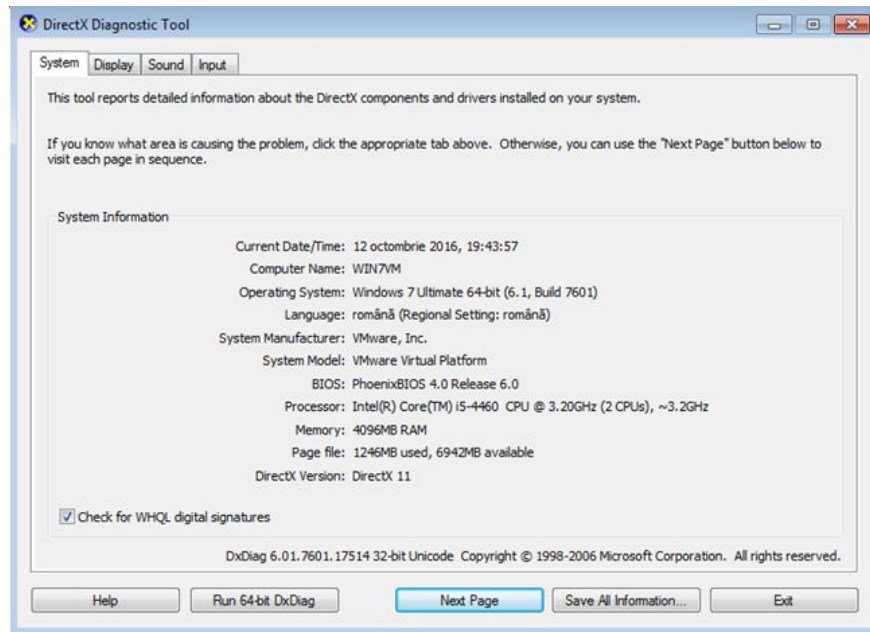 DirectX Diagnostic Tool
System Display Sound Input
This tool reports detailed information about the DirectX components and drivers installed on your system.
If you know what area is causing the problem, click the appropriate tab above. Otherwise, you can use the "Next Page" button below to
visit each page in sequence.
System Information
Current Date/Time: 12 octombrie 2016, 19:43:57
Computer Name: WIN7VM
Operating System: Windows 7 Ultimate 64-bit (6.1, Build 7601)
Language: română (Regional Setting: română)
System Manufacturer: VMware, Inc.
System Model: VMware Virtual Platform
BIOS: PhoenixBIOS 4.0 Release 6.0
Processor: Intel(R) Core(TM) i5-4460 CPU @ 3.20GHz (2 CPUs), ~3.2GHz
Memory: 4096MB RAM
Page file: 1246MB used, 6942MB available
DirectX Version: DirectX 11
Check for WHQL digital signatures
DxDiag 6.01.7601.17514 32-bit Unicode Copyright © 1998-2006 Microsoft Corporation. All rights reserved.
Help Run 64-bit DxDiag Next Page Save All Information... Exit